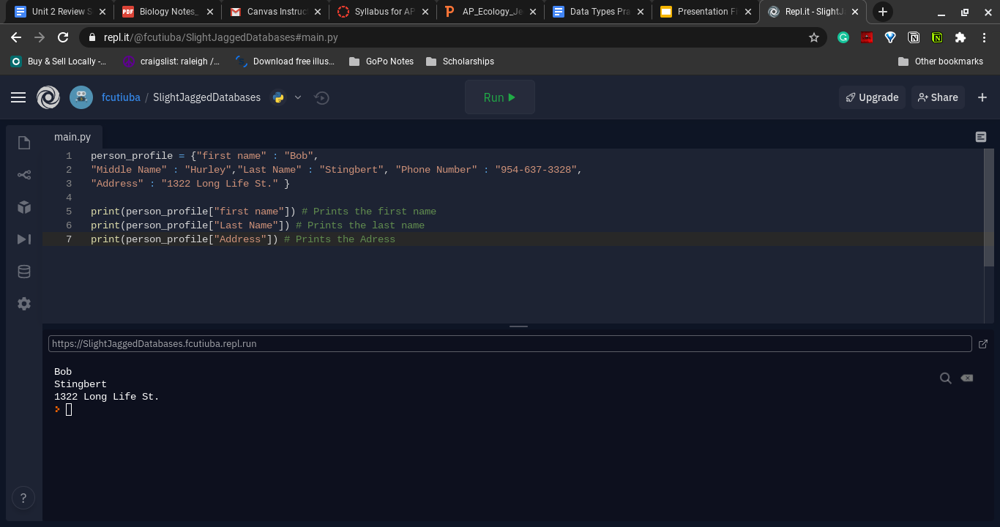 Unit 2 Review S
PDF Biology Notes_
Canvas Instruc
Syllabus for AP
AP_Ecology_Je
Data Types Pra
Presentation Fi
Repl.it - SlightJ
repl.it/@fcutiuba/SlightJaggedDatabases#main.py
Buy & Sell Locally -...
craigslist: raleigh /...
Download free illus...
GoPo Notes
Scholarships
Other bookmarks
fcutiuba / SlightJaggedDatabases
Run
Upgrade
Share
main.py
1 person_profile = {"first name" : "Bob",
2 "Middle Name" : "Hurley","Last Name" : "Stingbert", "Phone Number" : "954-637-3328",
3 "Address" : "1322 Long Life St." }
4
5 print(person_profile["first name"]) # Prints the first name
6 print(person_profile["Last Name"]) # Prints the last name
7 print(person_profile["Address"]) # Prints the Adress
https://SlightJaggedDatabases.fcutiuba.repl.run
Bob
Stingbert
1322 Long Life St.
?